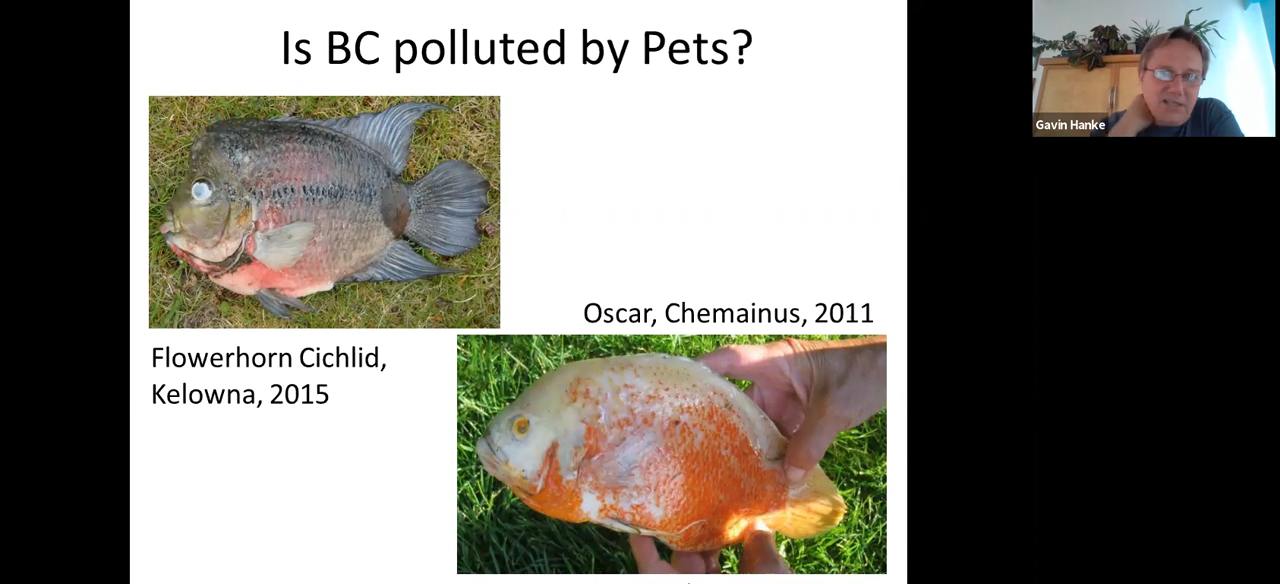 Is BC polluted by Pets?
Gavin Hanke
Oscar, Chemainus, 2011
Flowerhorn Cichlid,
Kelowna, 2015